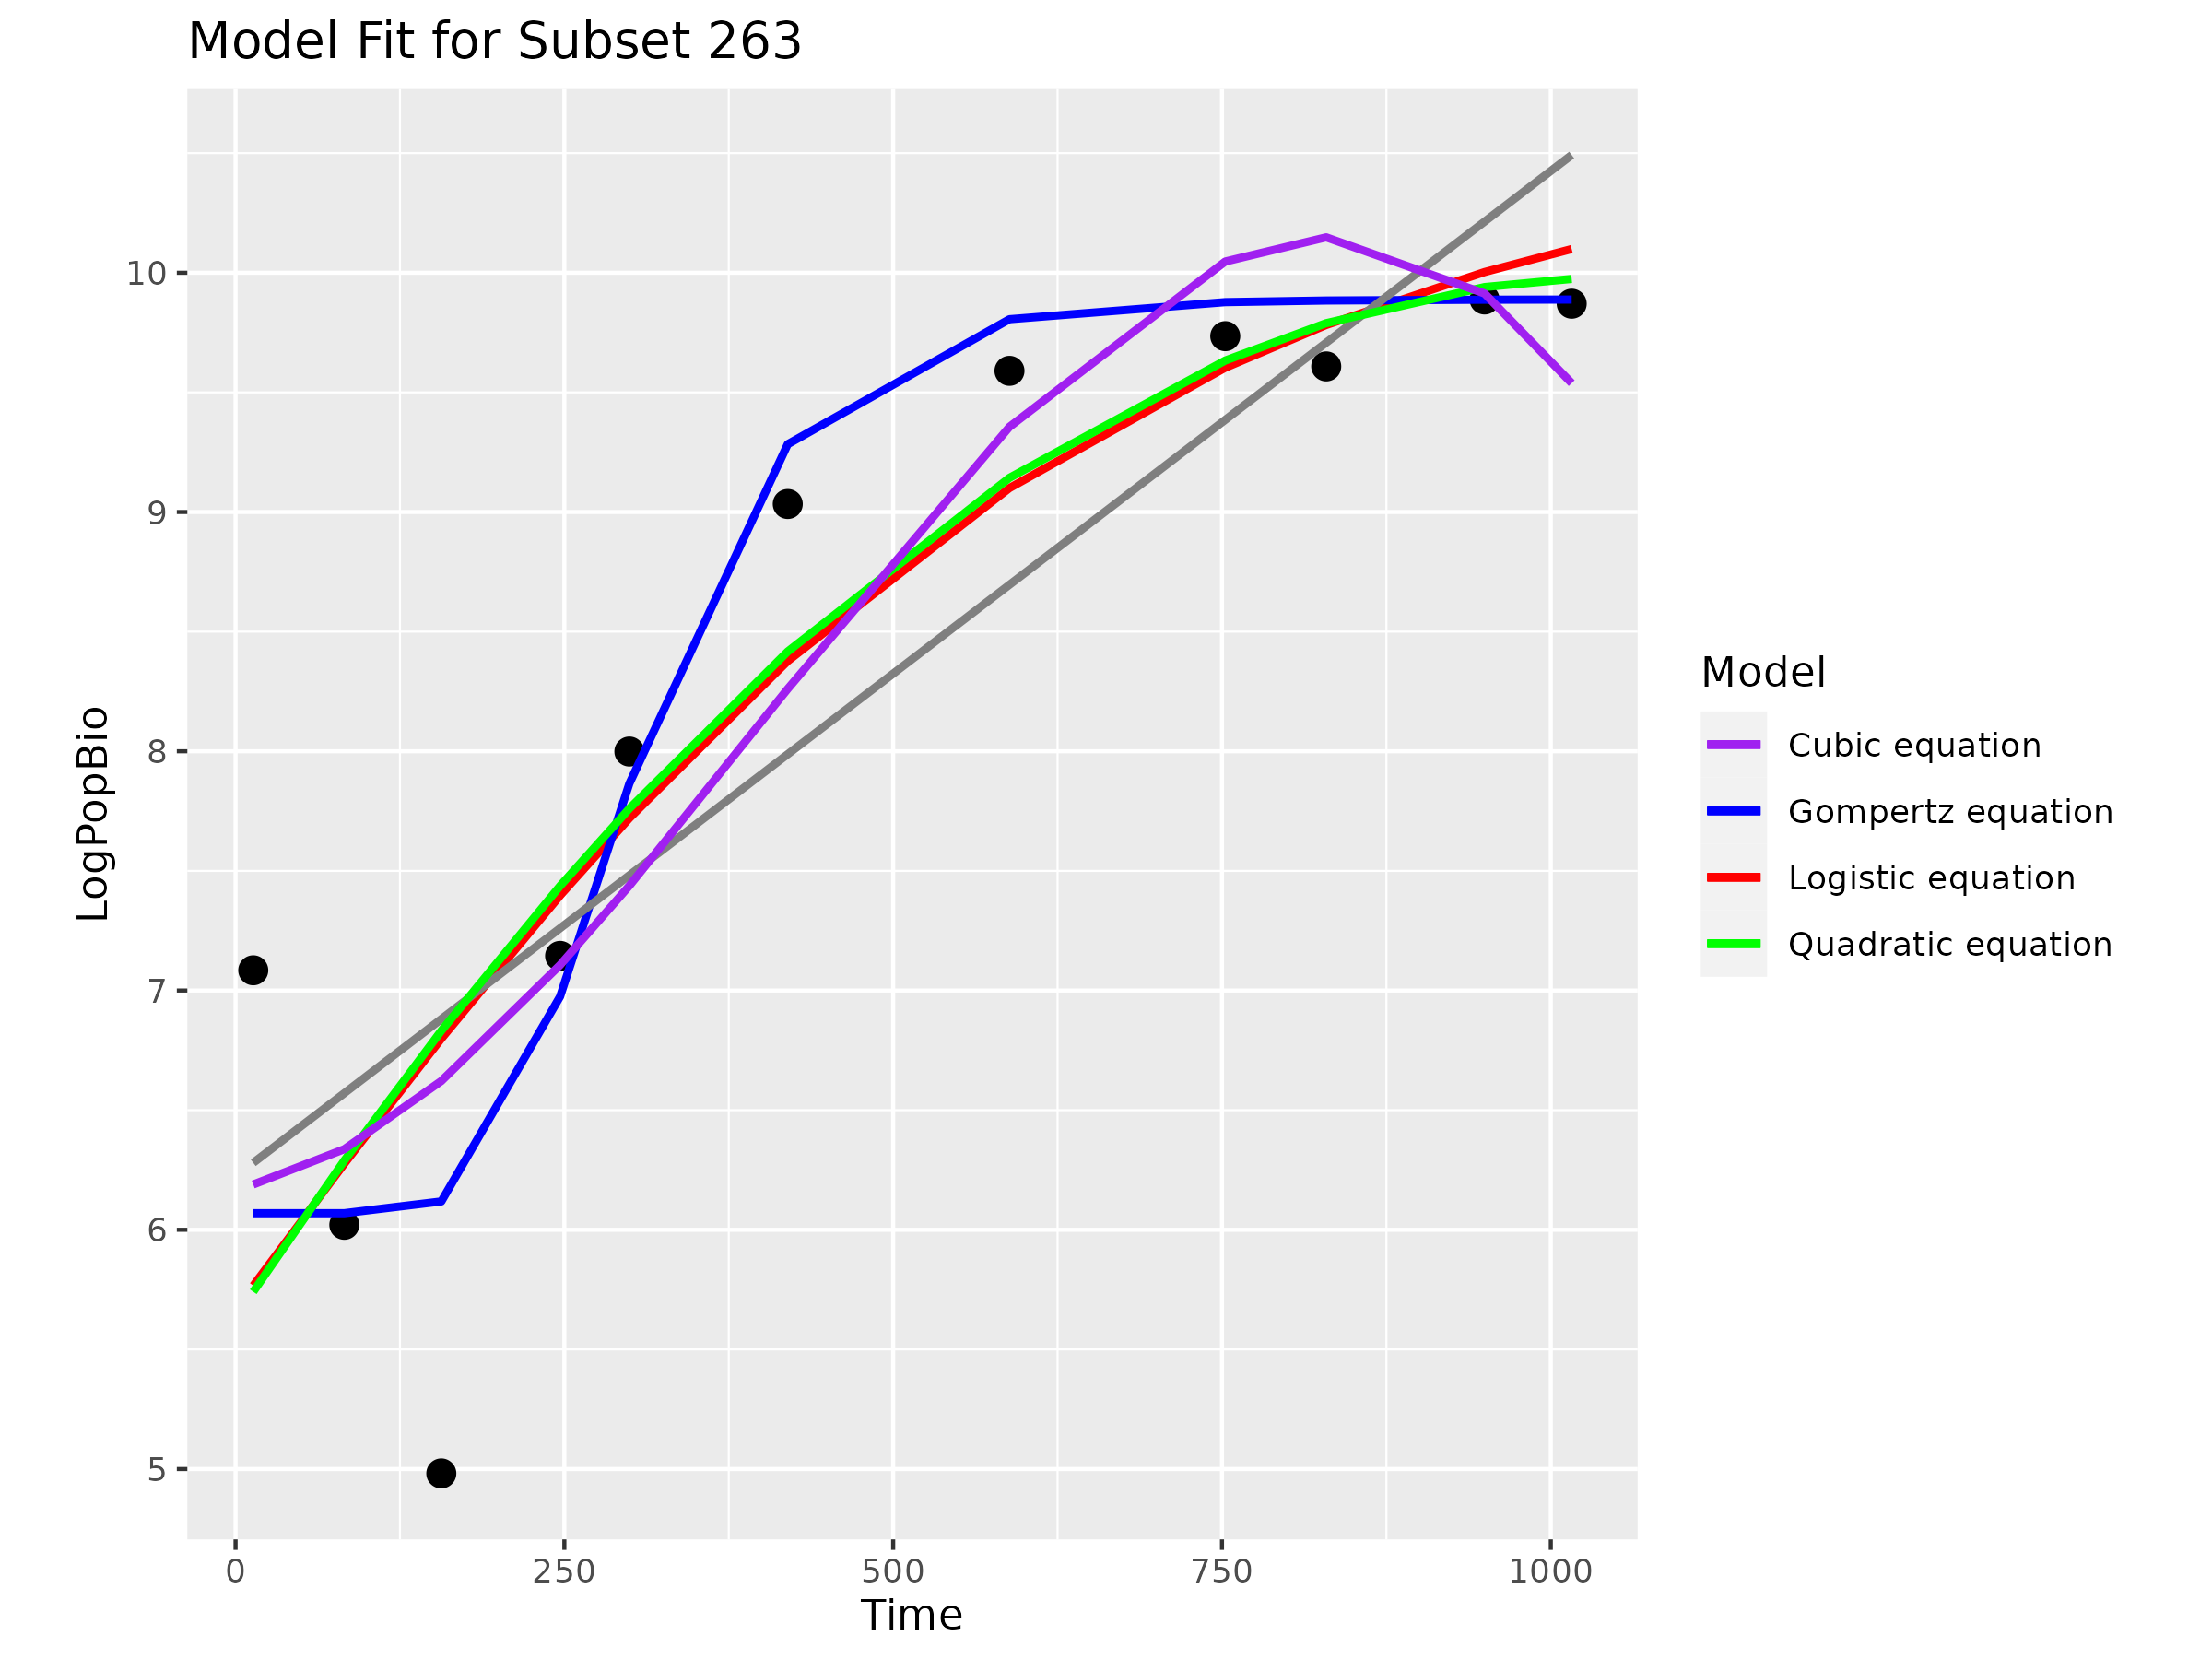 Model Fit for Subset 263
LogPopBio
10
9
8
7
6
5
0 250 500 750 1000
Time
Model
Cubic equation
Gompertz equation
Logistic equation
Quadratic equation